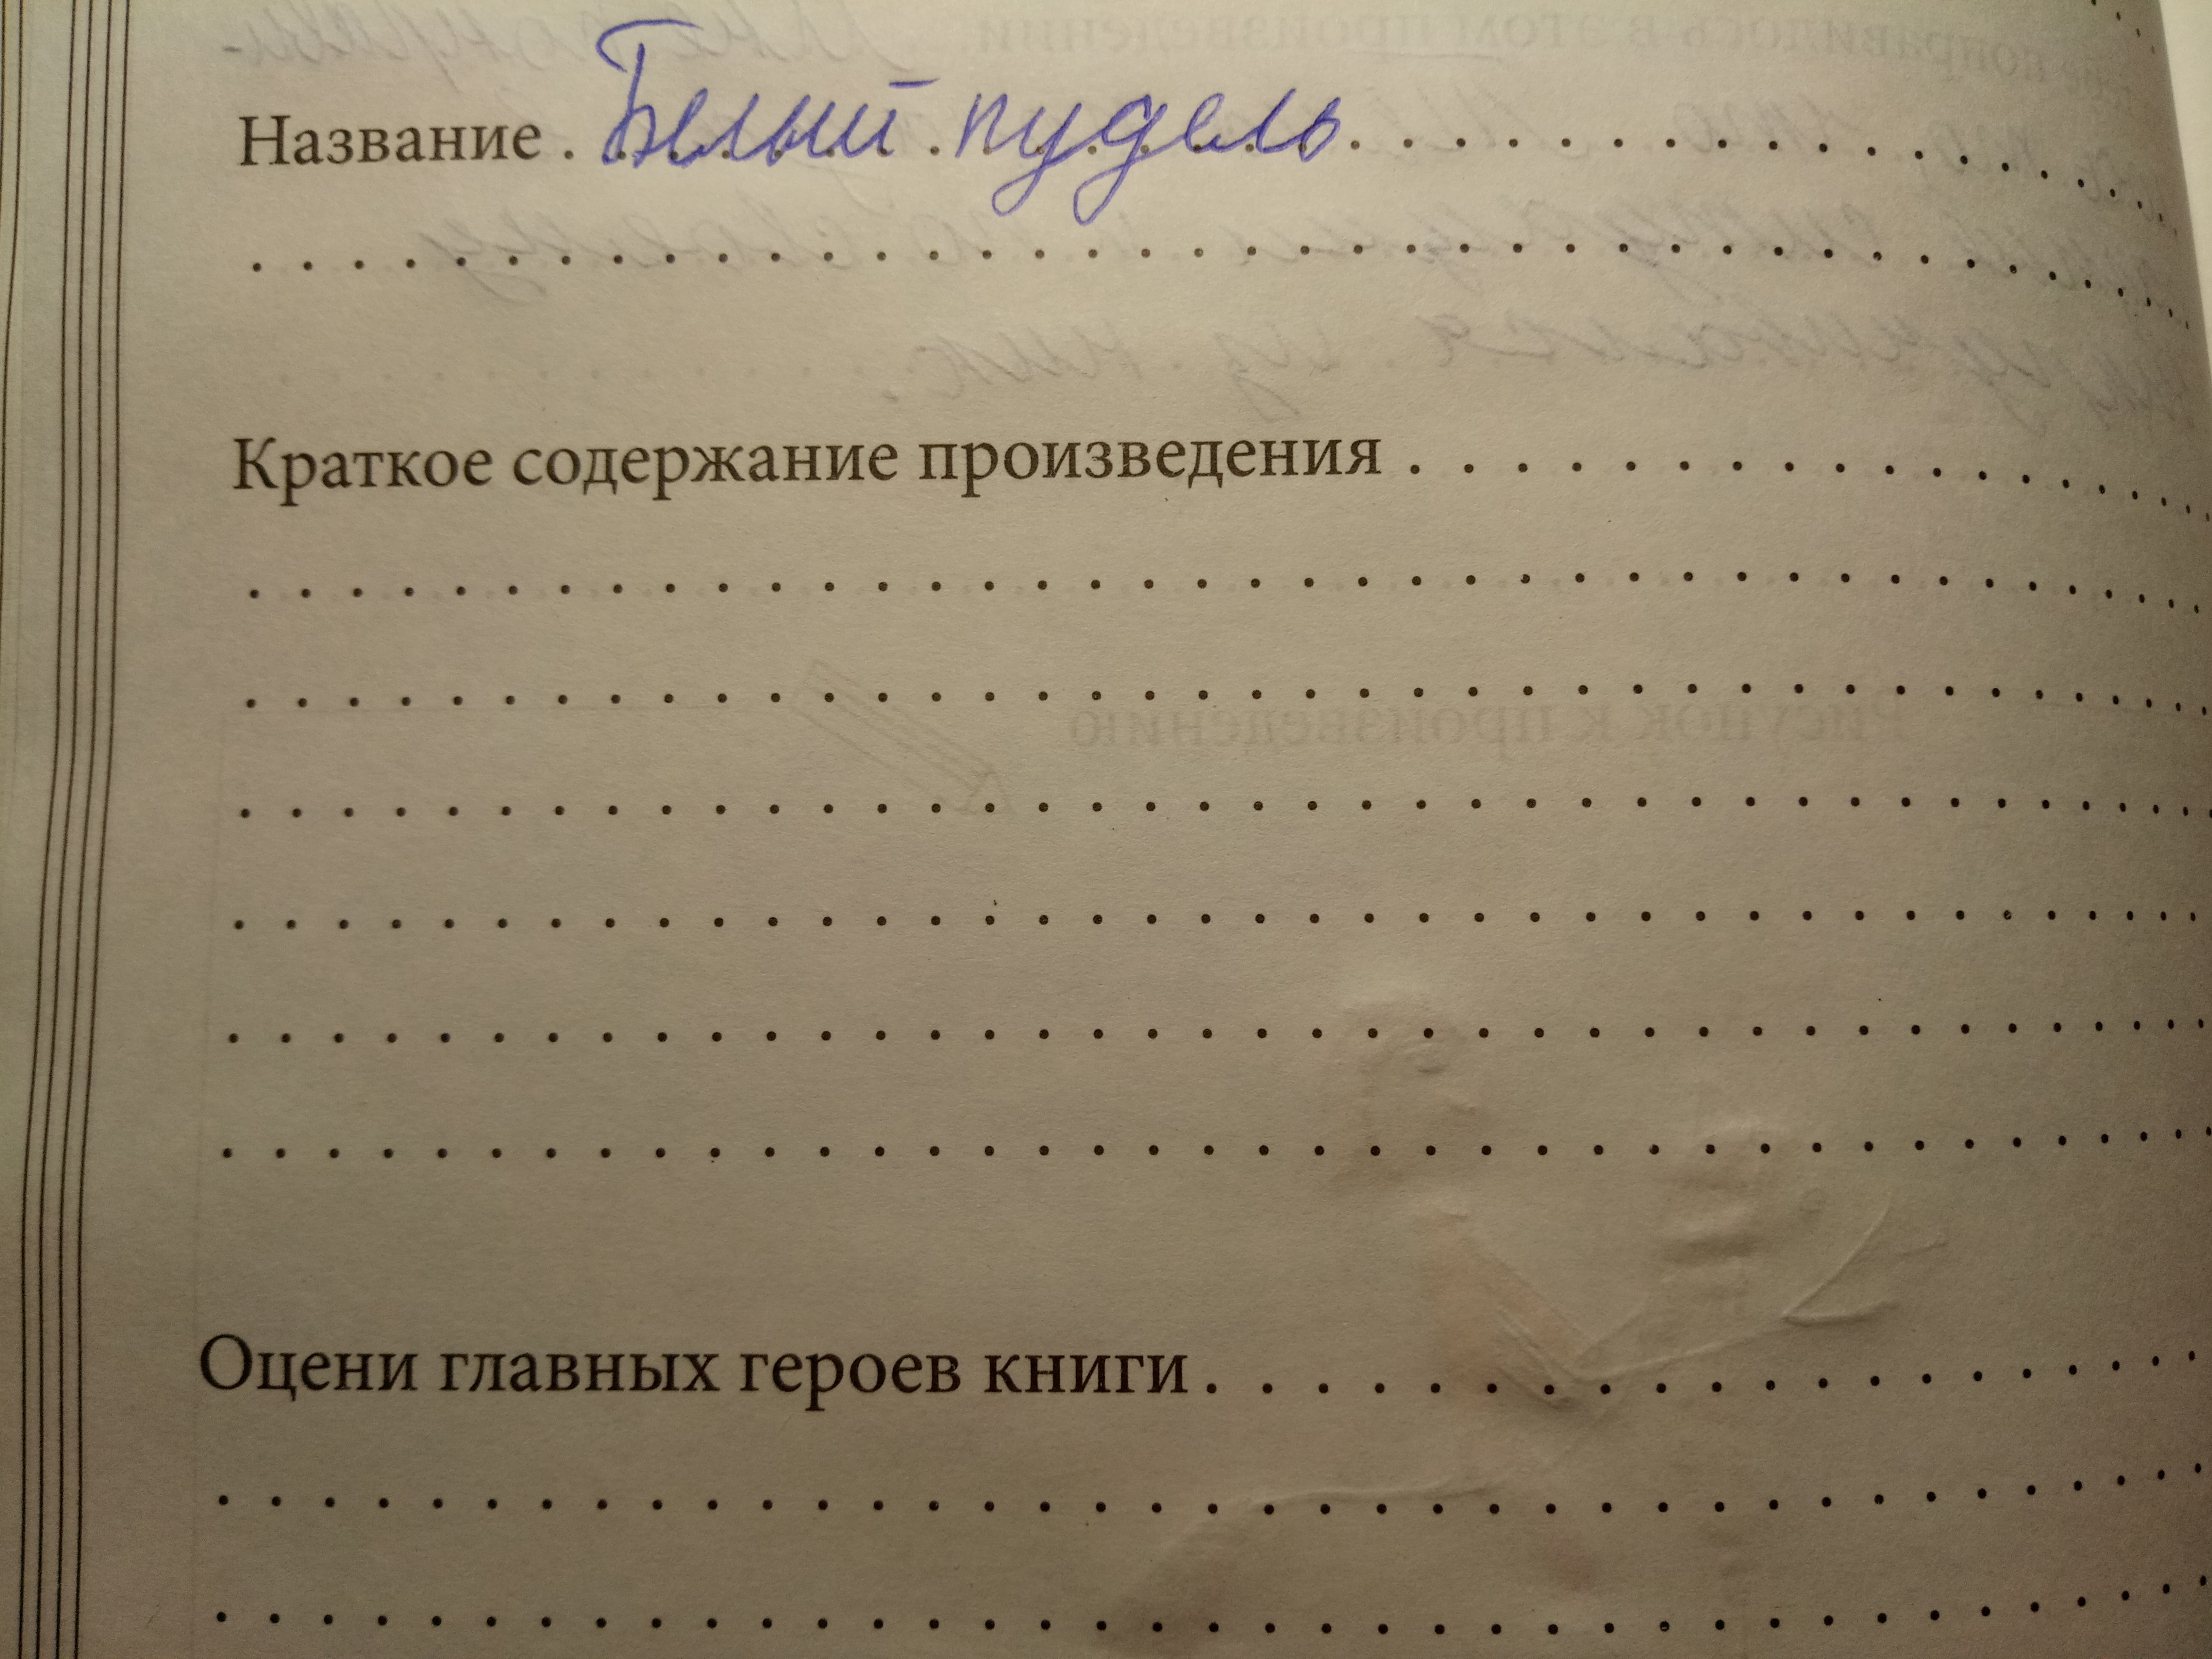 Название Белый пудель
Краткое содержание произведения
Оцени главных героев книги